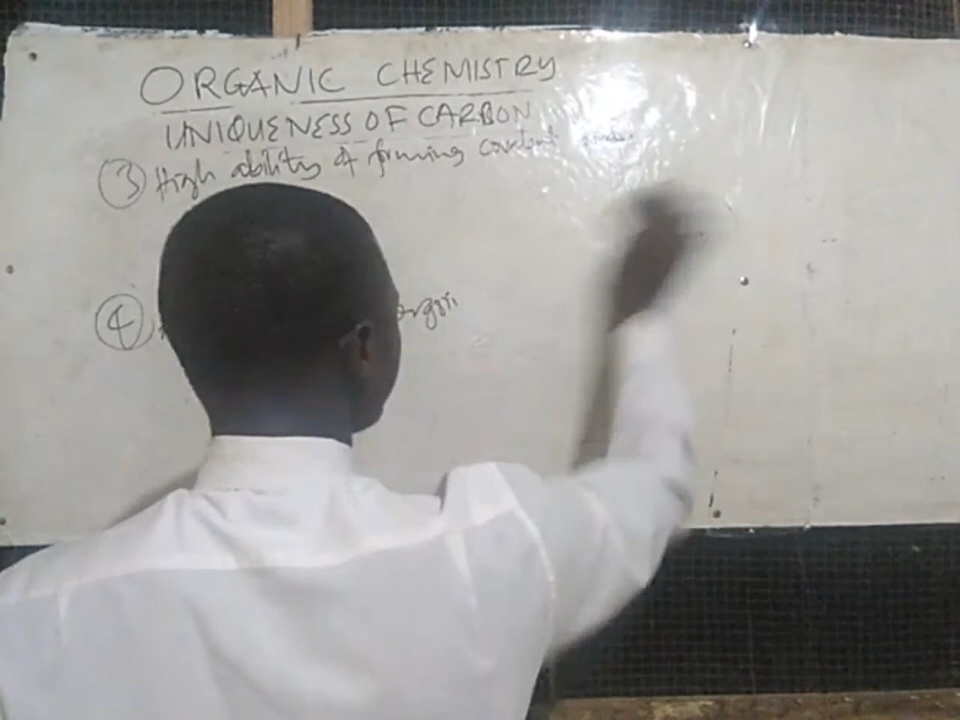 ORGANIC CHEMISTRY
UNIQUENESS OF CARBON
③ High ability of forming covalent
④